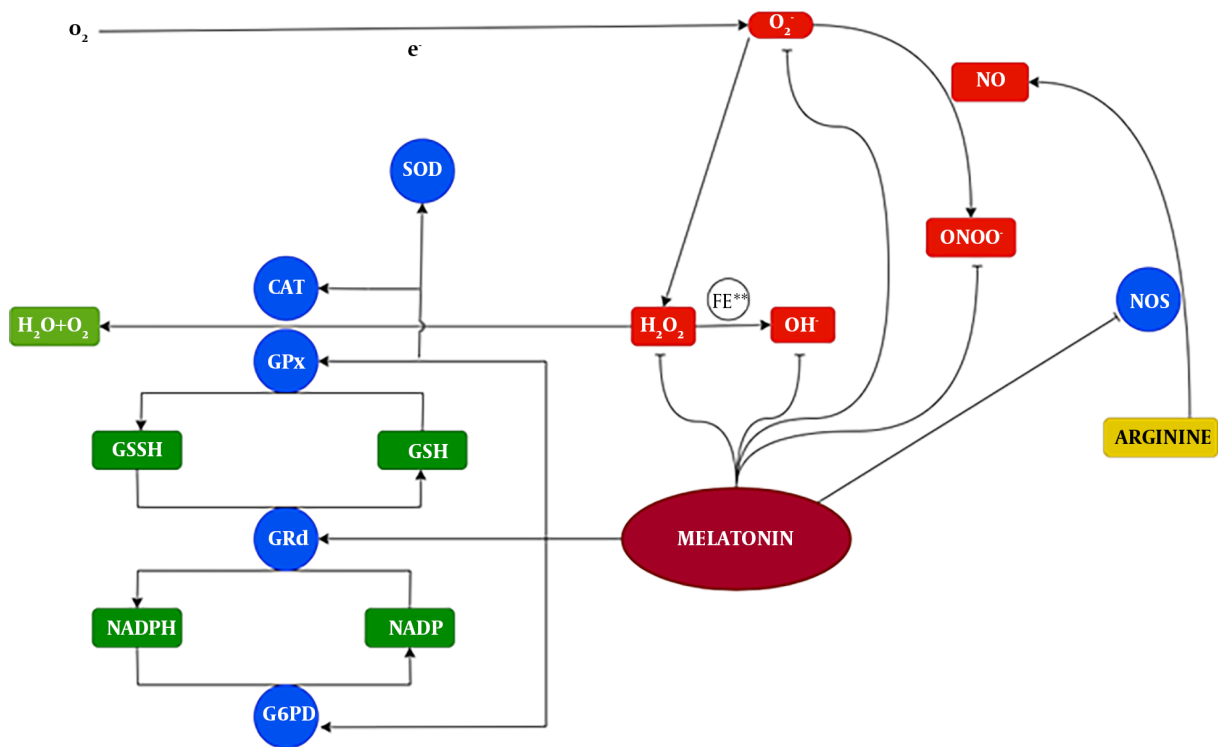 O₂
e⁻
O₂⁻
NO
SOD
ONOO⁻
CAT
NOS
FE**
H₂O+O₂
H₂O₂
OH⁻
GPx
GSSH
GSH
ARGININE
GRd
MELATONIN
NADPH
NADP
G6PD